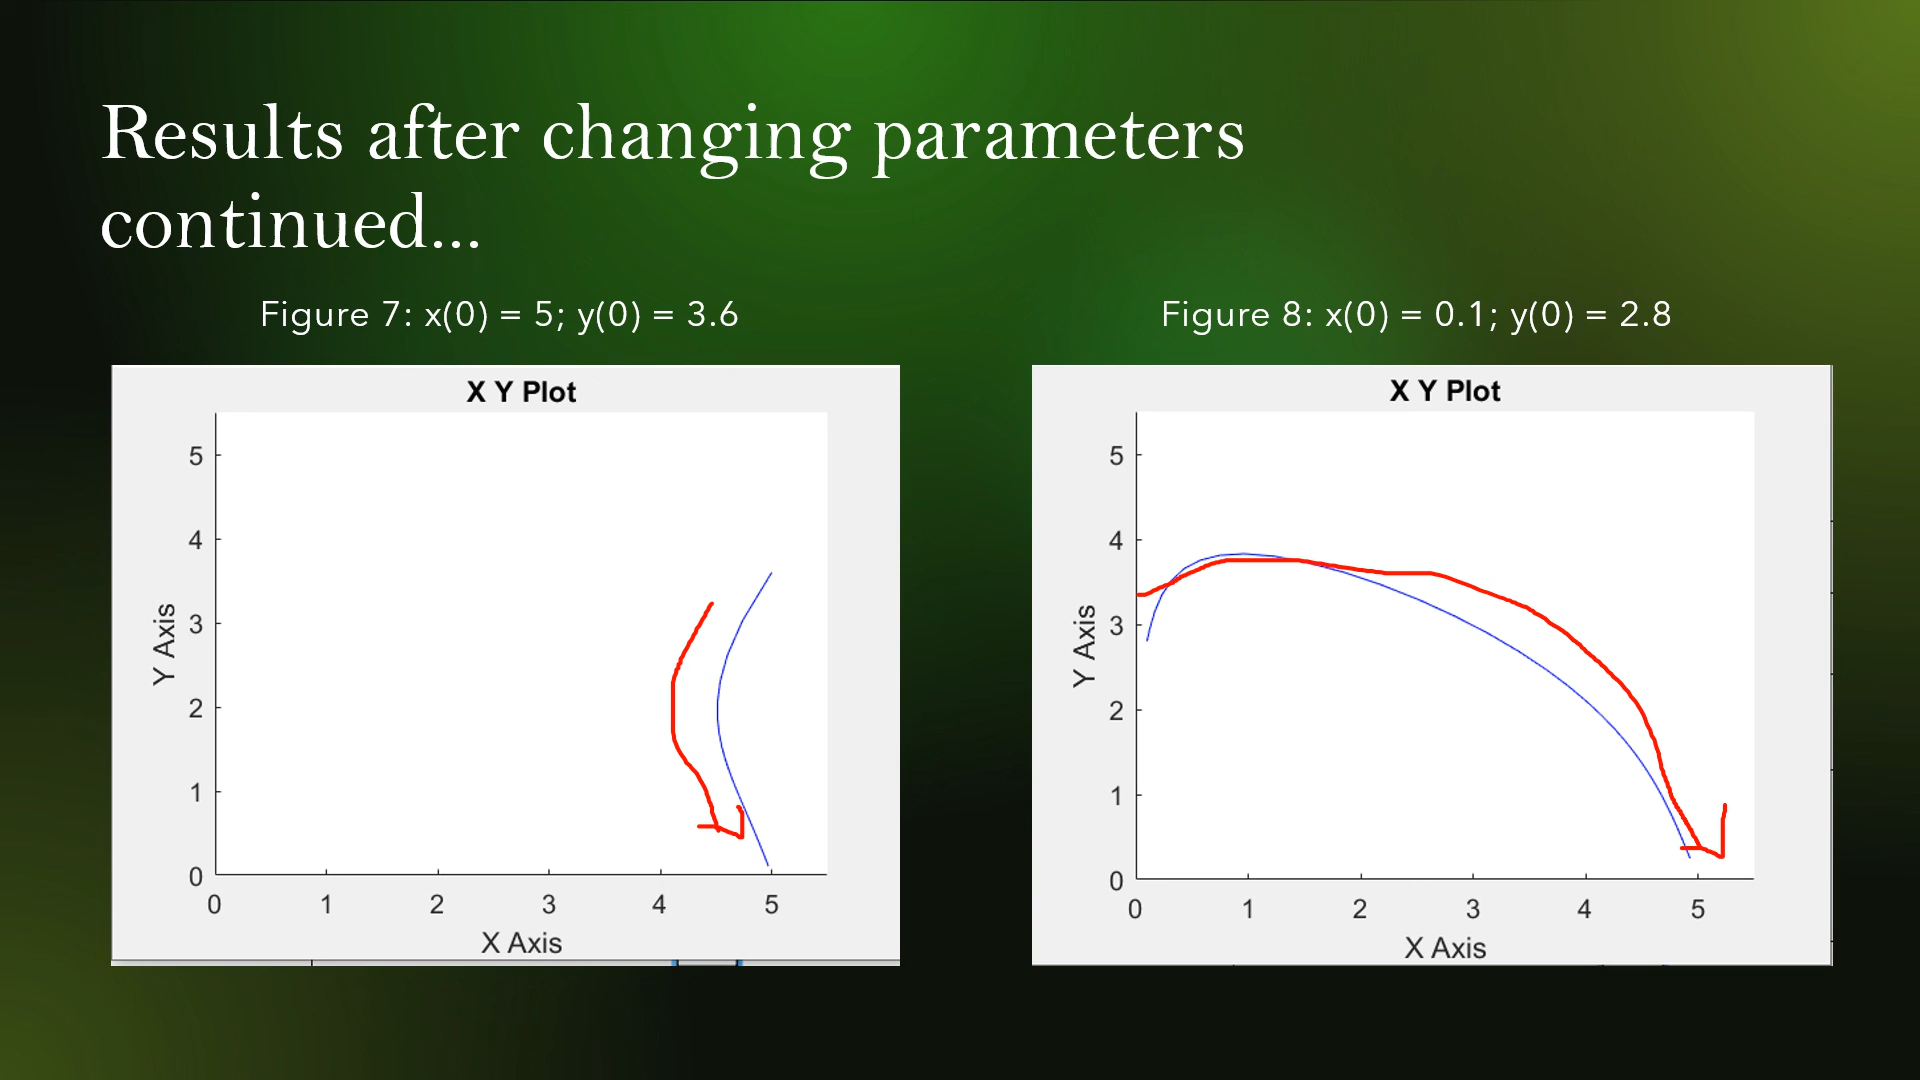 Results after changing parameters
continued...
Figure 7: x(0) = 5; y(0) = 3.6
X Y Plot
5
4
3
2
1
0
Y Axis
0 1 2 3 4 5
X Axis
Figure 8: x(0) = 0.1; y(0) = 2.8
X Y Plot
5
4
3
2
1
0
Y Axis
0 1 2 3 4 5
X Axis